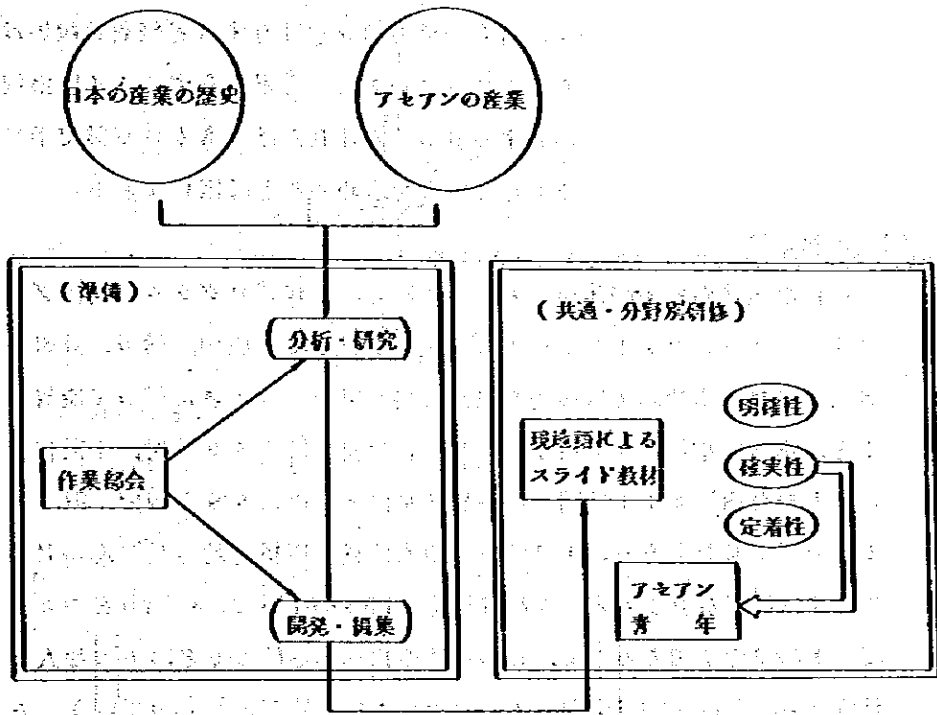 日本の産業の歴史
アセアンの産業
(準備)
分析・研究
作業部会
開発・編集
(共通・分野別研修)
現地語による
スライド教材
明確性
確実性
定着性
アセアン
青 年